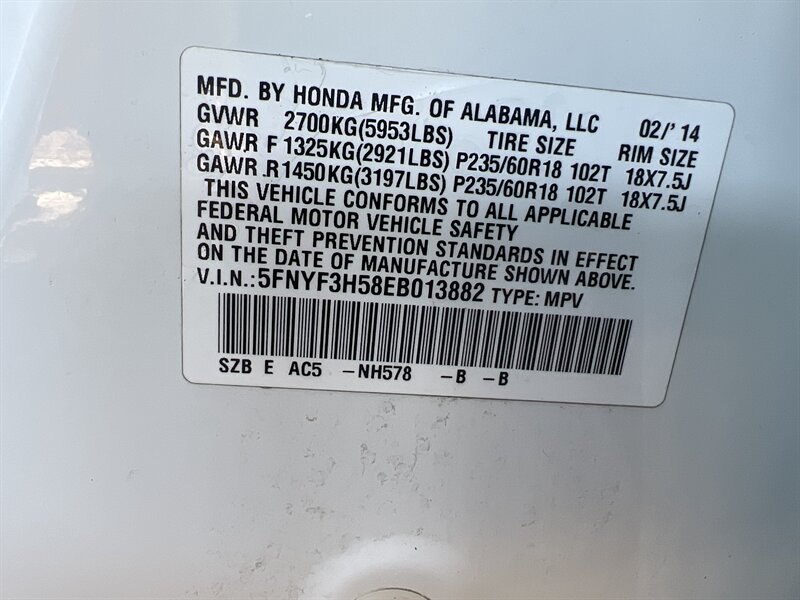 MFD. BY HONDA MFG. OF ALABAMA, LLC 02/'14
GVWR 2700KG(5953LBS) TIRE SIZE RIM SIZE
GAWR F 1325KG(2921LBS) P235/60R18 102T 18X7.5J
GAWR .R1450KG(3197LBS) P235/60R18 102T 18X7.5J
THIS VEHICLE CONFORMS TO ALL APPLICABLE
FEDERAL MOTOR VEHICLE SAFETY
AND THEFT PREVENTION STANDARDS IN EFFECT
ON THE DATE OF MANUFACTURE SHOWN ABOVE.
V.I.N.:5FNYF3H58EB013882 TYPE: MPV
SZB E AC5 -NH578 -B -B